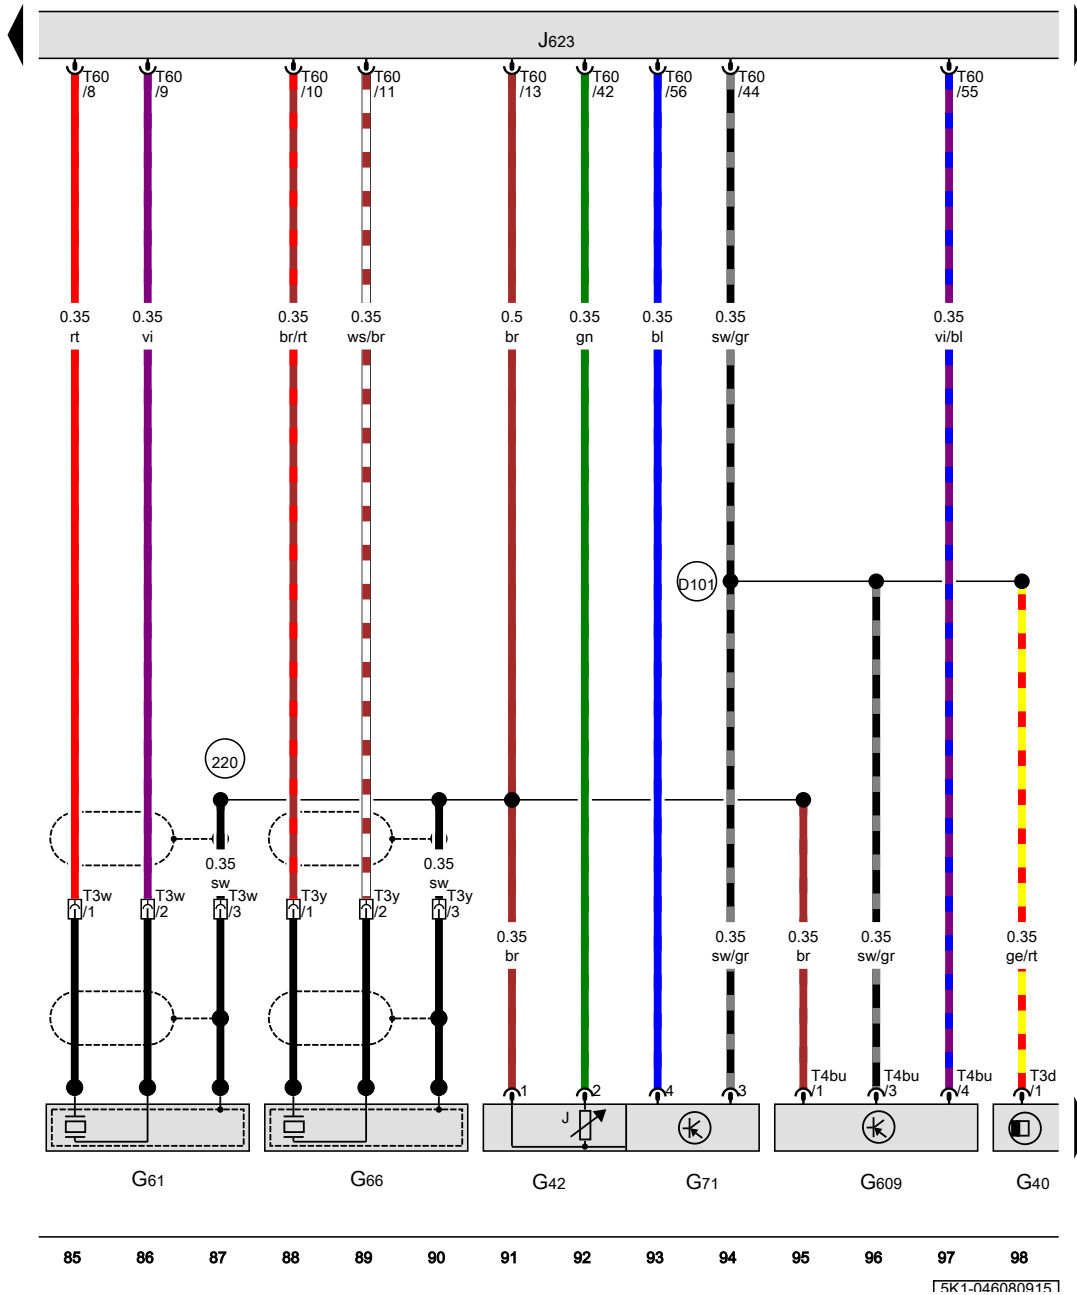 J623
T60 T60 T60 T60 T60 T60 T60 T60 T60
/8 /9 /10 /11 /13 /42 /56 /44 /55
0.35 0.35 0.35 0.35 0.5 0.35 0.35 0.35 0.35
rt vi br/rt ws/br br gn bl sw/gr vi/bl
D101
220
0.35 0.35
sw sw
T3w T3w T3w T3y T3y T3y
/1 /2 /3 /1 /2 /3
0.35 0.35 0.35 0.35 0.35
br sw/gr br sw/gr ge/rt
T4bu T4bu T4bu T3d
1 2 4 3 /1 /3 /4 /1
J
G61 G66 G42 G71 G609 G40
85 86 87 88 89 90 91 92 93 94 95 96 97 98
5K1-046080915